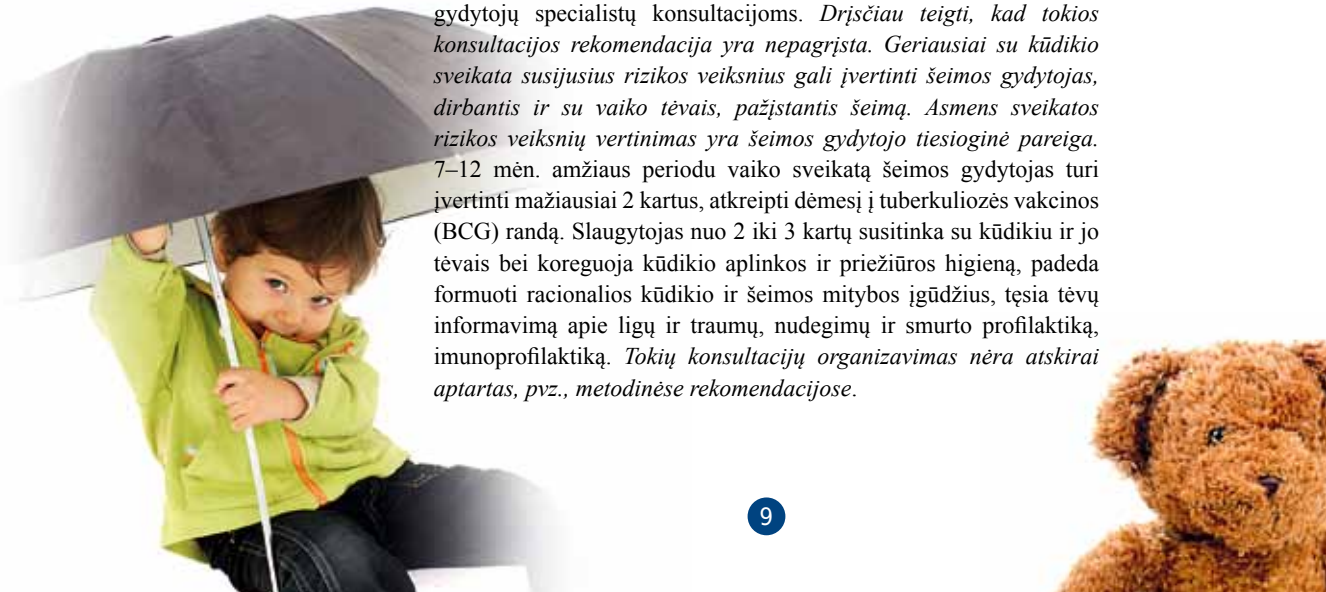 gydytojų specialistų konsultacijoms. Drįsčiau teigti, kad tokios
konsultacijos rekomendacija yra nepagrįsta. Geriausiai su kūdikio
sveikata susijusius rizikos veiksnius gali įvertinti šeimos gydytojas,
dirbantis ir su vaiko tėvais, pažįstantis šeimą. Asmens sveikatos
rizikos veiksnių vertinimas yra šeimos gydytojo tiesioginė pareiga.
7–12 mėn. amžiaus periodu vaiko sveikatą šeimos gydytojas turi
įvertinti mažiausiai 2 kartus, atkreipti dėmesį į tuberkuliozės vakcinos
(BCG) randą. Slaugytojas nuo 2 iki 3 kartų susitinka su kūdikiu ir jo
tėvais bei koreguoja kūdikio aplinkos ir priežiūros higieną, padeda
formuoti racionalios kūdikio ir šeimos mitybos įgūdžius, tęsia tėvų
informavimą apie ligų ir traumų, nudegimų ir smurto profilaktiką,
imunoprofilaktiką. Tokių konsultacijų organizavimas nėra atskirai
aptartas, pvz., metodinėse rekomendacijose.
9